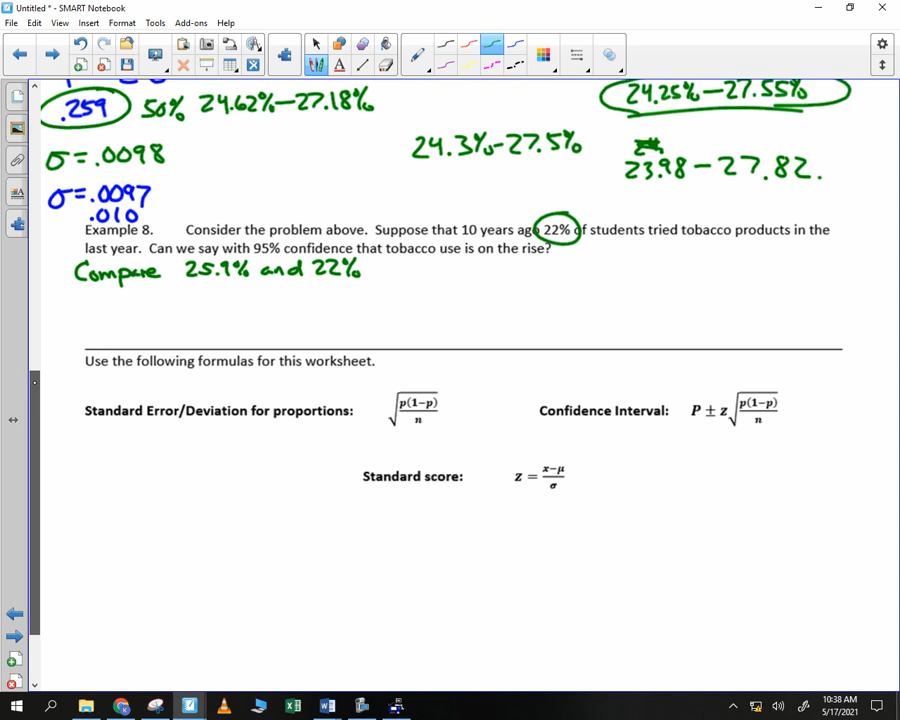 Untitled * - SMART Notebook
File Edit View Insert Format Tools Add-ons Help
.259 50% 24.62%-27.18% 24.25%-27.55%
σ=.0098 24.3%-27.5%
23.98-27.82.
σ=.0097
.010
Example 8. Consider the problem above. Suppose that 10 years ago 22% of students tried tobacco products in the
last year. Can we say with 95% confidence that tobacco use is on the rise?
Compare 25.9% and 22%
Use the following formulas for this worksheet.
Standard Error/Deviation for proportions: √(p(1−p)/n) Confidence Interval: P ± z√(p(1−p)/n)
Standard score: z = (x−μ)/σ
10:38 AM
5/17/2021